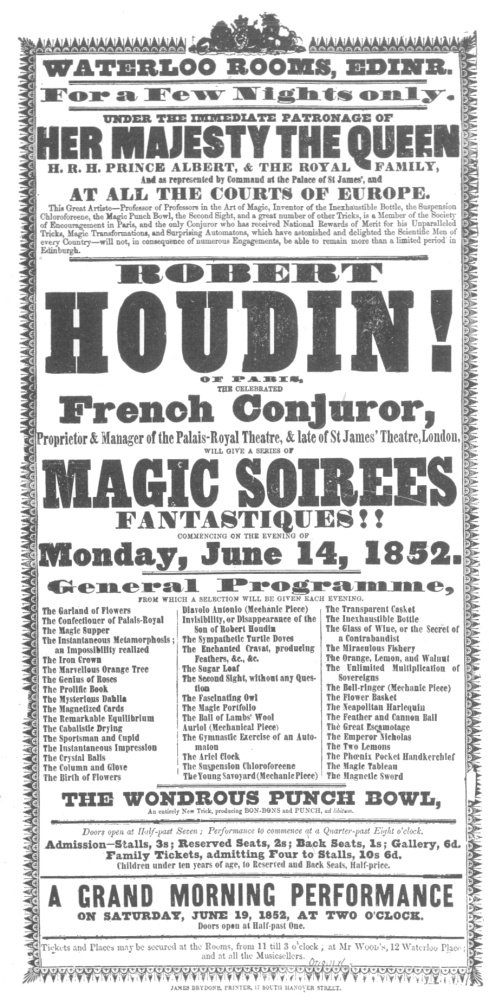 WATERLOO ROOMS, EDINR.
For a Few Nights only.
UNDER THE IMMEDIATE PATRONAGE OF
HER MAJESTY THE QUEEN
H. R. H. PRINCE ALBERT, & THE ROYAL FAMILY,
And as represented by Command at the Palace of St James', and
AT ALL THE COURTS OF EUROPE.
This Great Artiste—Professor of Professors in the Art of Magic, Inventor of the Inexhaustible Bottle, the Suspension
Chloroforeene, the Magic Punch Bowl, the Second Sight, and a great number of other Tricks, is a Member of the Society
of Encouragement in Paris, and the only Conjuror who has received National Rewards of Merit for his Unparalleled
Tricks, Magic Transformations, and Surprising Automatons, which have astonished and delighted the Scientific Men of
every Country—will not, in consequence of numerous Engagements, be able to remain more than a limited period in
Edinburgh.
ROBERT
HOUDIN!
OF PARIS,
THE CELEBRATED
French Conjuror,
Proprietor & Manager of the Palais-Royal Theatre, & late of St James' Theatre, London,
WILL GIVE A SERIES OF
MAGIC SOIREES
FANTASTIQUES!!
COMMENCING ON THE EVENING OF
Monday, June 14, 1852.
General Programme,
FROM WHICH A SELECTION WILL BE GIVEN EACH EVENING.
The Garland of Flowers
The Confectioner of Palais-Royal
The Magic Supper
The Instantaneous Metamorphosis;
an Impossibility realized
The Iron Crown
The Marvellous Orange Tree
The Genius of Roses
The Prolific Book
The Mysterious Dahlia
The Magnetized Cards
The Remarkable Equilibrium
The Cabalistic Drying
The Sportsman and Cupid
The Instantaneous Impression
The Crystal Balls
The Column and Glove
The Birth of Flowers
Diavolo Antonio (Mechanic Piece)
Invisibility, or Disappearance of the
Son of Robert Houdin
The Sympathetic Turtle Doves
The Enchanted Cravat, producing
Feathers, &c., &c.
The Sugar Loaf
The Second Sight, without any Ques-
tion
The Fascinating Owl
The Magic Portfolio
The Ball of Lambs' Wool
Auriol (Mechanical Piece)
The Gymnastic Exercise of an Auto-
maton
The Ariel Clock
The Suspension Chloroforeene
The Young Savoyard (Mechanic Piece)
The Transparent Casket
The Inexhaustible Bottle
The Glass of Wine, or the Secret of
a Contrabandist
The Miraculous Fishery
The Orange, Lemon, and Walnut
The Unlimited Multiplication of
Sovereigns
The Bell-ringer (Mechanic Piece)
The Flower Basket
The Neapolitan Harlequin
The Feather and Cannon Ball
The Great Escamotage
The Emperor Nicholas
The Two Lemons
The Phœnix Pocket Handkerchief
The Magic Tableau
The Magnetic Sword
THE WONDROUS PUNCH BOWL,
An entirely New Trick, producing BON-BONS and PUNCH, ad libitum.
Doors open at Half-past Seven; Performance to commence at a Quarter-past Eight o'clock.
Admission—Stalls, 3s; Reserved Seats, 2s; Back Seats, 1s; Gallery, 6d.
Family Tickets, admitting Four to Stalls, 10s 6d.
Children under ten years of age, to Reserved and Back Seats, Half-price.
A GRAND MORNING PERFORMANCE
ON SATURDAY, JUNE 19, 1852, AT TWO O'CLOCK.
Doors open at Half-past One.
Tickets and Places may be secured at the Rooms, from 11 till 3 o'clock; at Mr WOOD'S, 12 Waterloo Place;
and at all the Musicsellers.
JAMES BRYDONE, PRINTER, 17 SOUTH HANOVER STREET.